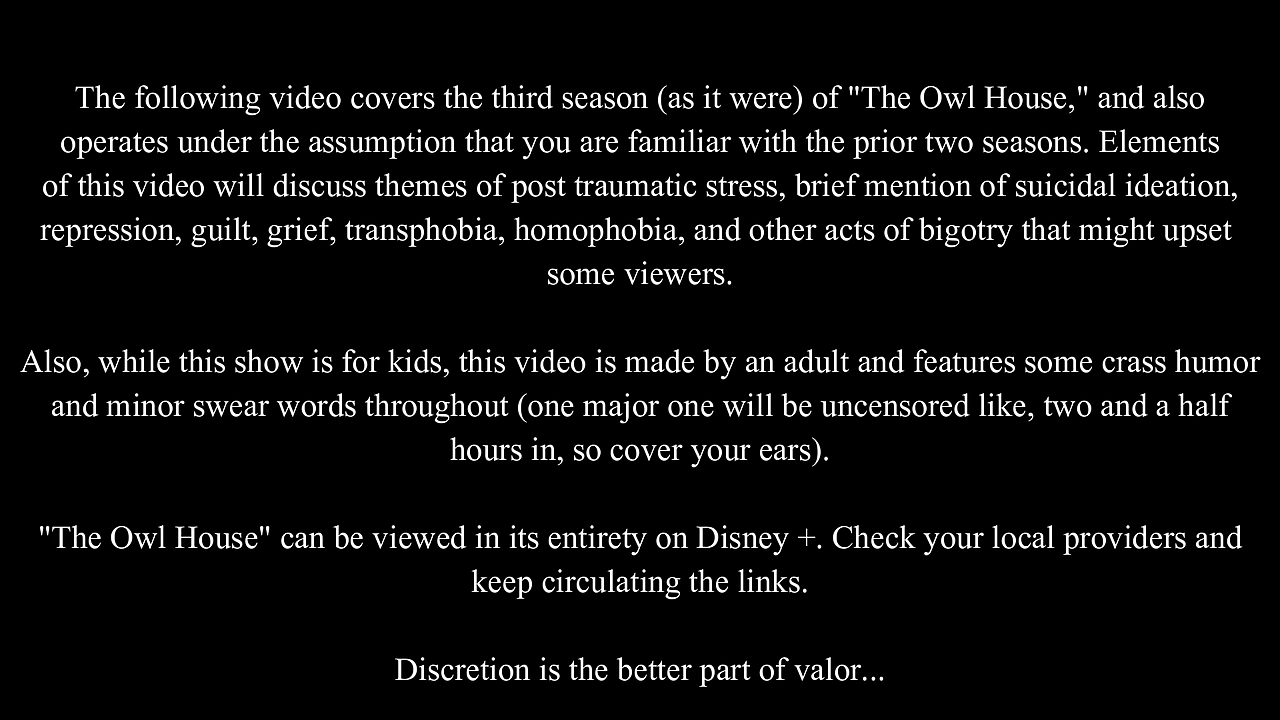 The following video covers the third season (as it were) of "The Owl House," and also
operates under the assumption that you are familiar with the prior two seasons. Elements
of this video will discuss themes of post traumatic stress, brief mention of suicidal ideation,
repression, guilt, grief, transphobia, homophobia, and other acts of bigotry that might upset
some viewers.
Also, while this show is for kids, this video is made by an adult and features some crass humor
and minor swear words throughout (one major one will be uncensored like, two and a half
hours in, so cover your ears).
"The Owl House" can be viewed in its entirety on Disney +. Check your local providers and
keep circulating the links.
Discretion is the better part of valor...